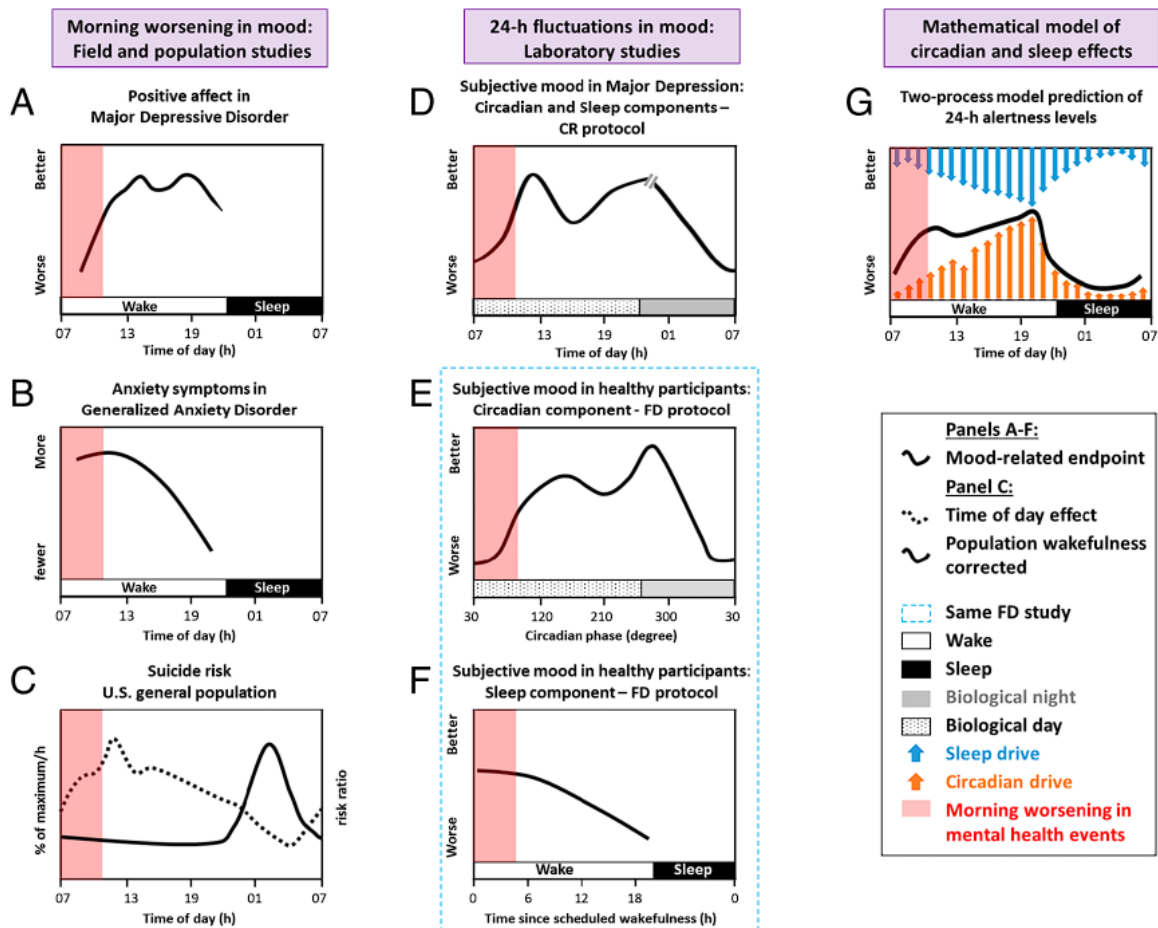 Morning worsening in mood:
Field and population studies
24-h fluctuations in mood:
Laboratory studies
Mathematical model of
circadian and sleep effects
A
Positive affect in
Major Depressive Disorder
Better
Worse
Wake
Sleep
07
13
19
01
07
Time of day (h)
B
Anxiety symptoms in
Generalized Anxiety Disorder
More
fewer
Wake
Sleep
07
13
19
01
07
Time of day (h)
C
Suicide risk
U.S. general population
% of maximum/h
risk ratio
07
13
19
01
07
Time of day (h)
D
Subjective mood in Major Depression:
Circadian and Sleep components –
CR protocol
Better
Worse
07
13
19
01
07
Time of day (h)
E
Subjective mood in healthy participants:
Circadian component - FD protocol
Better
Worse
30
120
210
300
30
Circadian phase (degree)
F
Subjective mood in healthy participants:
Sleep component – FD protocol
Better
Worse
Wake
Sleep
0
6
12
18
0
Time since scheduled wakefulness (h)
G
Two-process model prediction of
24-h alertness levels
Better
Worse
Wake
Sleep
07
13
19
01
07
Time of day (h)
Panels A-F:
Mood-related endpoint
Panel C:
Time of day effect
Population wakefulness
corrected
Same FD study
Wake
Sleep
Biological night
Biological day
Sleep drive
Circadian drive
Morning worsening in
mental health events